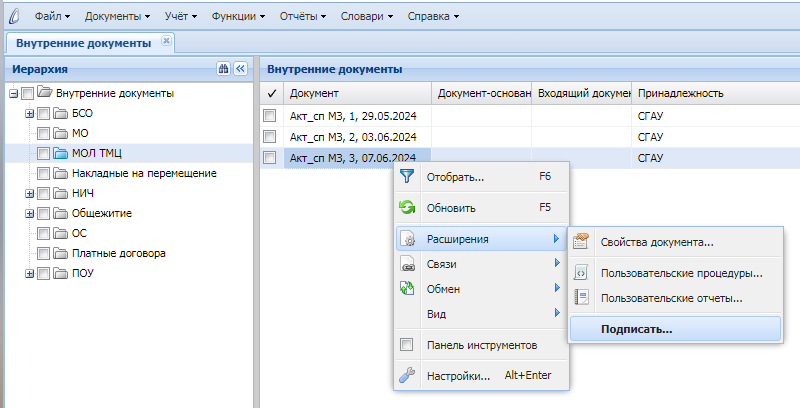 Файл Документы Учёт Функции Отчёты Словари Справка
Внутренние документы
Иерархия
Внутренние документы
БСО
МО
МОЛ ТМЦ
Накладные на перемещение
НИЧ
Общежитие
ОС
Платные договора
ПОУ
Внутренние документы
Документ Документ-основан Входящий докумен Принадлежность
Акт_сп МЗ, 1, 29.05.2024 СГАУ
Акт_сп МЗ, 2, 03.06.2024 СГАУ
Акт_сп МЗ, 3, 07.06.2024 СГАУ
Отобрать... F6
Обновить F5
Расширения
Связи
Обмен
Вид
Панель инструментов
Настройки... Alt+Enter
Свойства документа...
Пользовательские процедуры...
Пользовательские отчеты...
Подписать...